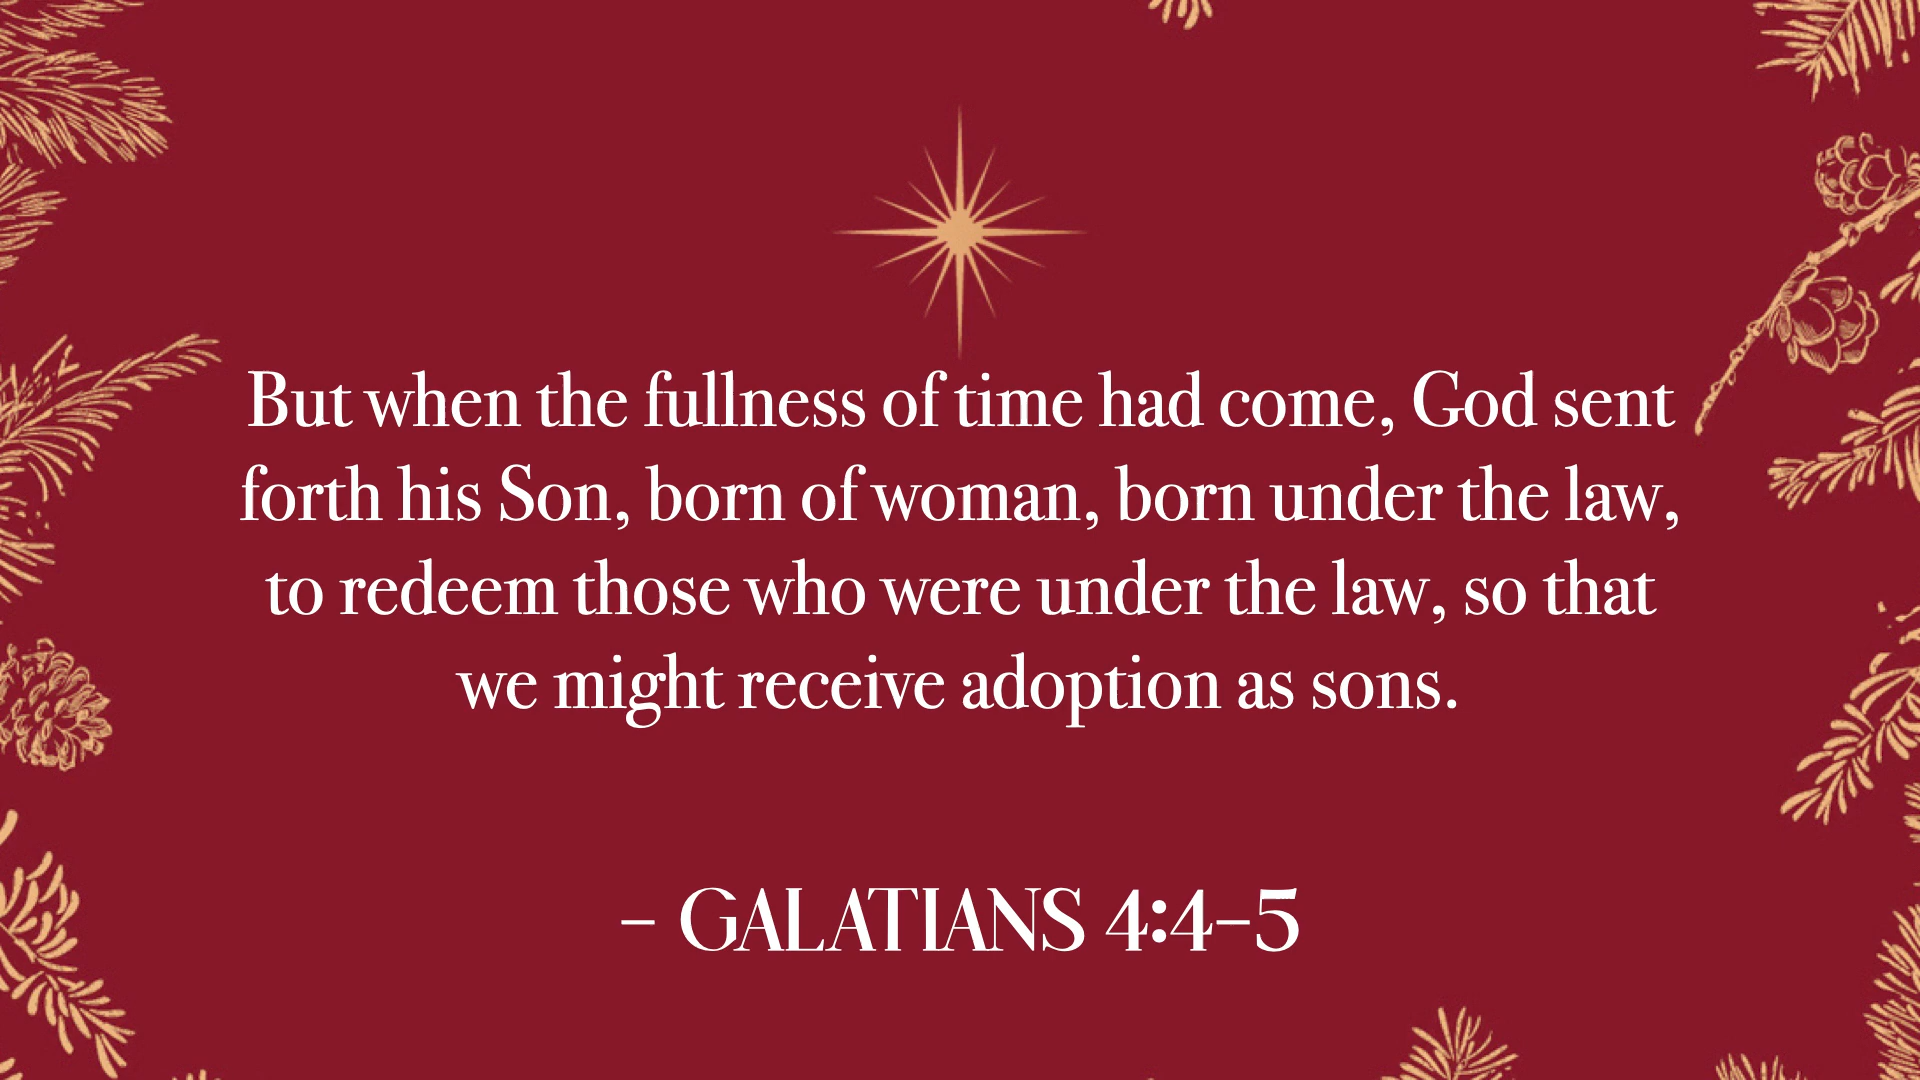 But when the fullness of time had come, God sent
forth his Son, born of woman, born under the law,
to redeem those who were under the law, so that
we might receive adoption as sons.
– GALATIANS 4:4–5